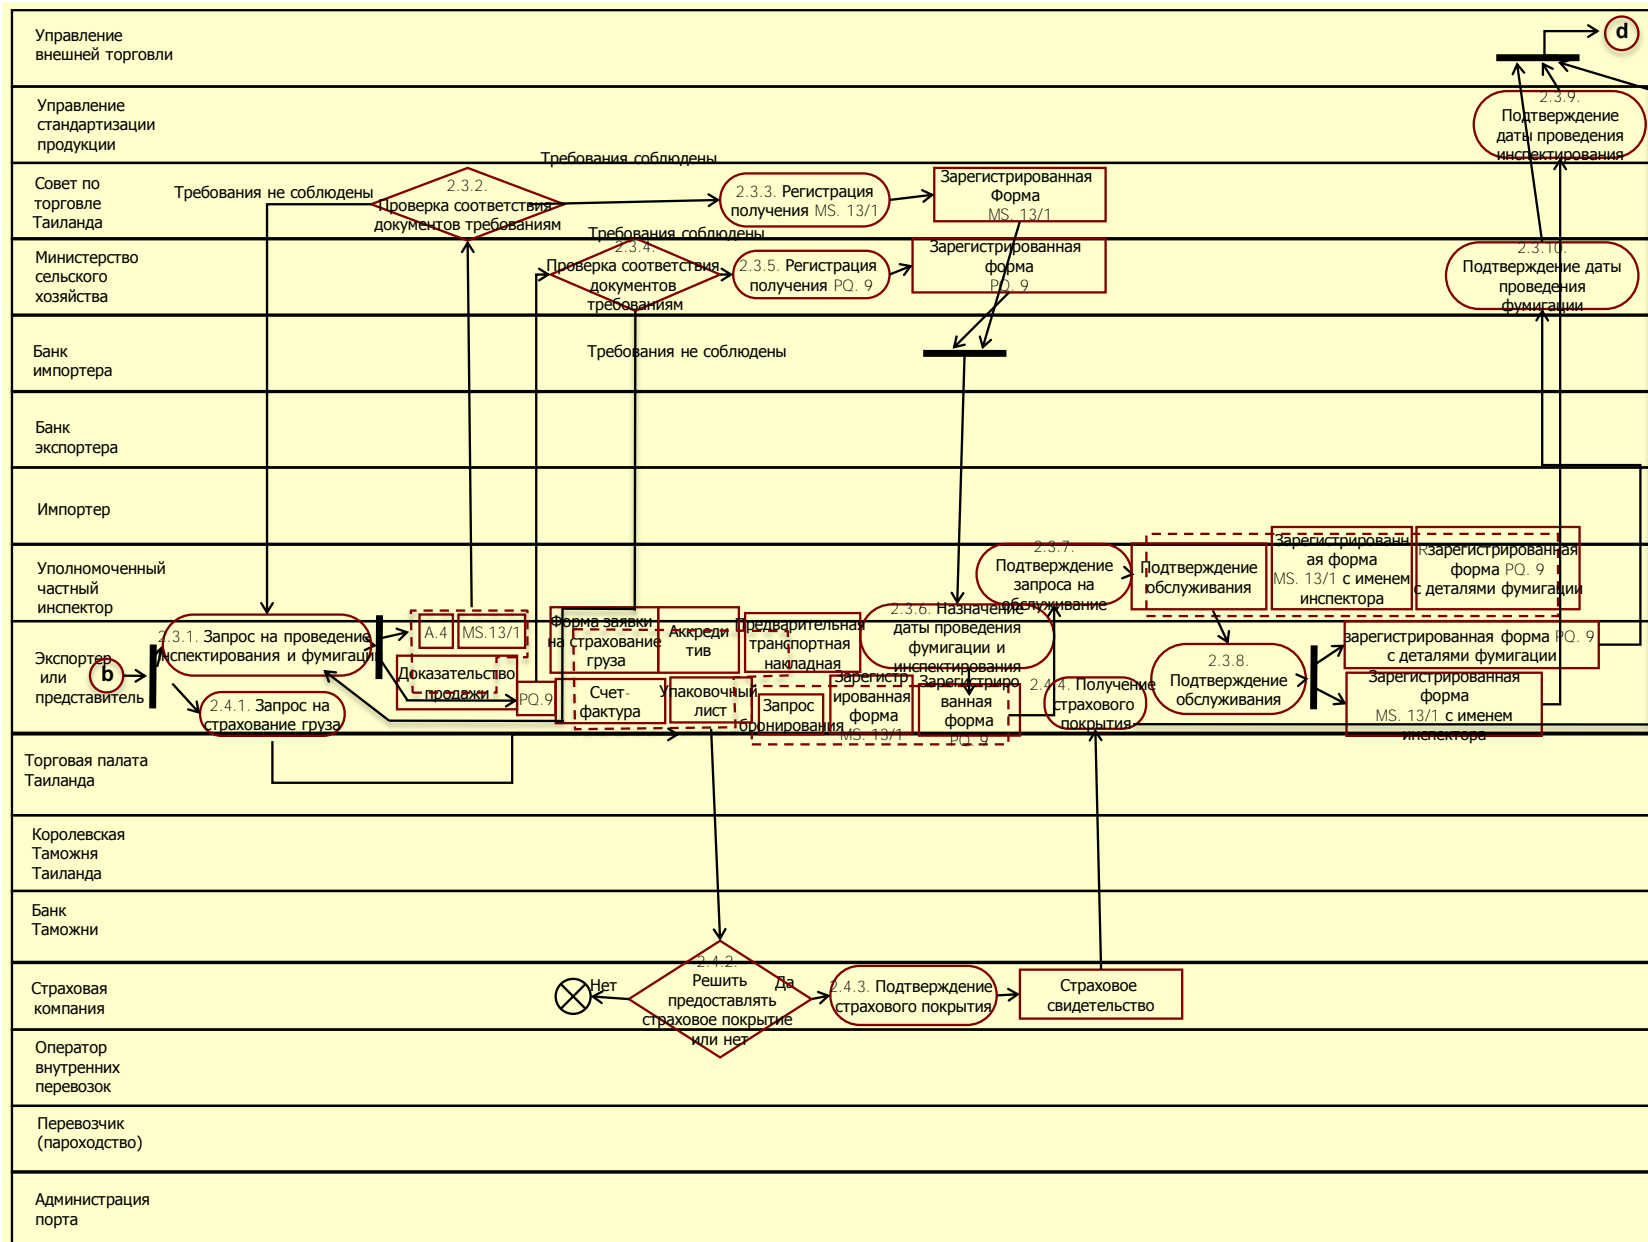 Управление
внешней торговли
d
Управление
стандартизации
продукции
2.3.9.
Подтверждение
даты проведения
инспектирования
Требования соблюдены
Совет по
торговле
Таиланда
Требования не соблюдены
2.3.2.
Проверка соответствия
документов требованиям
2.3.3. Регистрация
получения MS. 13/1
Зарегистрированная
Форма
MS. 13/1
Требования соблюдены
Министерство
сельского
хозяйства
2.3.4.
Проверка соответствия
документов
требованиям
2.3.5. Регистрация
получения PQ. 9
Зарегистрированная
форма
PQ. 9
2.3.10.
Подтверждение даты
проведения
фумигации
Банк
импортера
Требования не соблюдены
Банк
экспортера
Импортер
Уполномоченный
частный
инспектор
2.3.7.
Подтверждение
запроса на
обслуживание
Подтверждение
обслуживания
Зарегистрированн
ая форма
MS. 13/1 с именем
инспектора
Rзарегистрированная
форма PQ. 9
с деталями фумигации
Экспортер
или
представитель
b
2.3.1. Запрос на проведение
инспектирования и фумигации
2.4.1. Запрос на
страхование груза
A.4
MS.13/1
Доказательство
продажи
PQ.9
Форма заявки
на страхование
груза
Аккреди
тив
Предварительная
транспортная
накладная
Счет-
фактура
Упаковочный
лист
Запрос
бронирования
Зарегистр
ированная
форма
MS. 13/1
Зарегистриро
ванная
форма
PQ. 9
2.3.6. Назначение
даты проведения
фумигации и
инспектирования
2.4.4. Получение
страхового
покрытия
2.3.8.
Подтверждение
обслуживания
зарегистрированная форма PQ. 9
с деталями фумигации
Зарегистрированная
форма
MS. 13/1 с именем
инспектора
Торговая палата
Таиланда
Королевская
Таможня
Таиланда
Банк
Таможни
Страховая
компания
Нет
2.4.2.
Решить
предоставлять
страховое покрытие
или нет
Да
2.4.3. Подтверждение
страхового покрытия
Страховое
свидетельство
Оператор
внутренних
перевозок
Перевозчик
(пароходство)
Администрация
порта